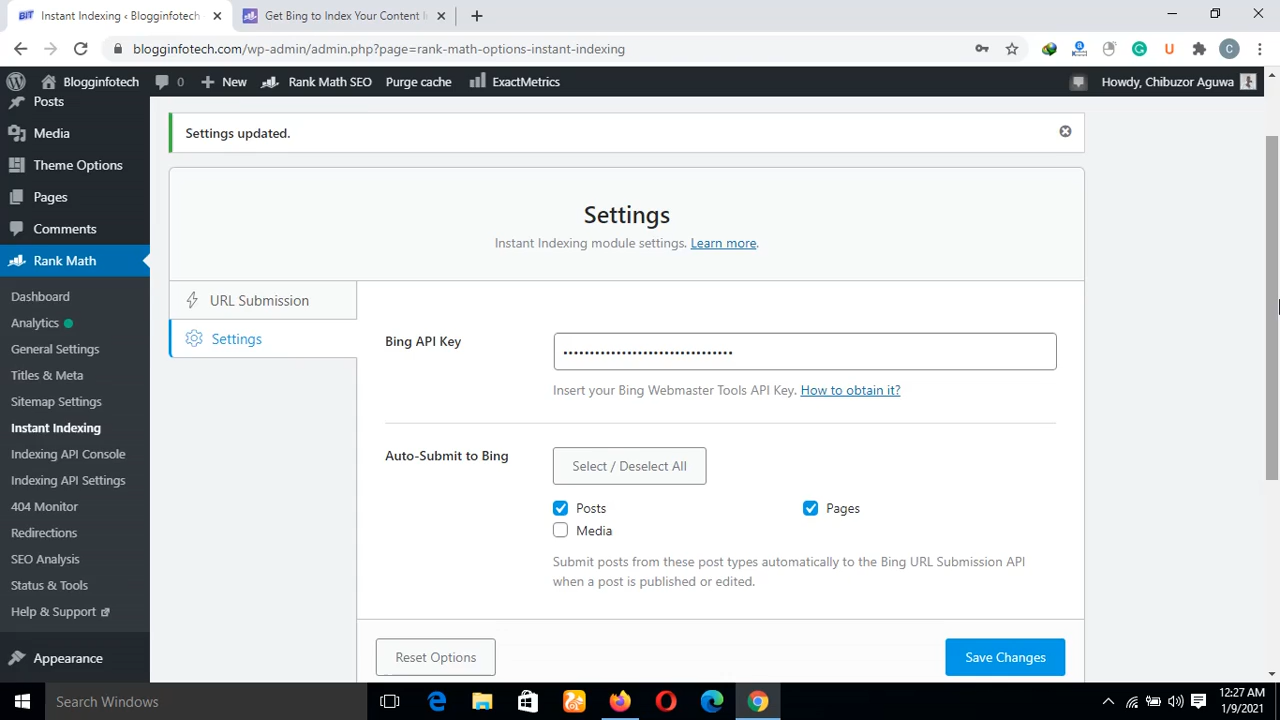 Instant Indexing ‹ Blogginfotech
Get Bing to Index Your Content I
blogginfotech.com/wp-admin/admin.php?page=rank-math-options-instant-indexing
Blogginfotech
0
New
Rank Math SEO
Purge cache
ExactMetrics
Howdy, Chibuzor Aguwa
Posts
Media
Theme Options
Pages
Comments
Rank Math
Dashboard
Analytics
General Settings
Titles & Meta
Sitemap Settings
Instant Indexing
Indexing API Console
Indexing API Settings
404 Monitor
Redirections
SEO Analysis
Status & Tools
Help & Support
Appearance
Settings updated.
Settings
Instant Indexing module settings. Learn more.
URL Submission
Settings
Bing API Key
••••••••••••••••••••••••••••••••
Insert your Bing Webmaster Tools API Key. How to obtain it?
Auto-Submit to Bing
Select / Deselect All
Posts
Pages
Media
Submit posts from these post types automatically to the Bing URL Submission API
when a post is published or edited.
Reset Options
Save Changes
Search Windows
12:27 AM
1/9/2021